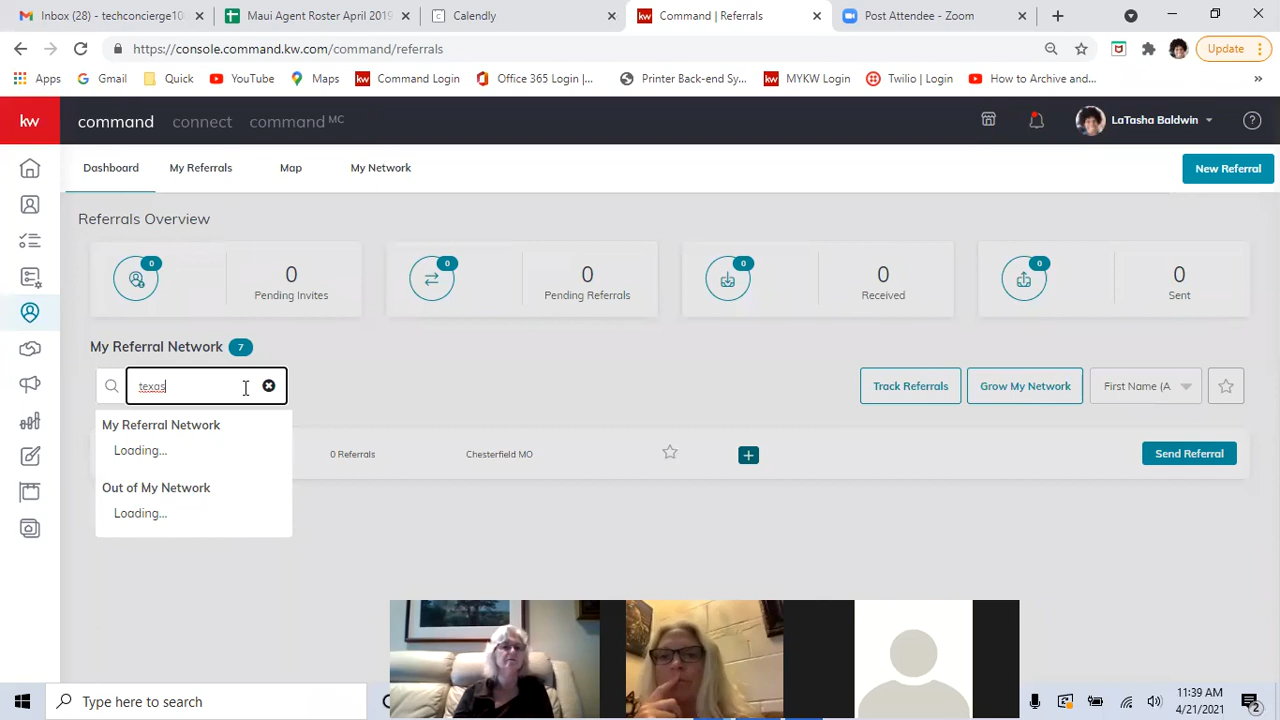 Inbox (28) - techconcierge10
Maui Agent Roster April 2019
Calendly
Command | Referrals
Post Attendee - Zoom
https://console.command.kw.com/command/referrals
Update
Apps
Gmail
Quick
YouTube
Maps
Command Login
Office 365 Login |...
Printer Back-end Sy...
MYKW Login
Twilio | Login
How to Archive and...
»
kw
command
connect
command MC
LaTasha Baldwin
Dashboard
My Referrals
Map
My Network
New Referral
Referrals Overview
0
0
Pending Invites
0
0
Pending Referrals
0
0
Received
0
0
Sent
My Referral Network 7
texas
Track Referrals
Grow My Network
First Name (A
My Referral Network
Loading...
Out of My Network
Loading...
0 Referrals
Chesterfield MO
Send Referral
Type here to search
11:39 AM
4/21/2021
2